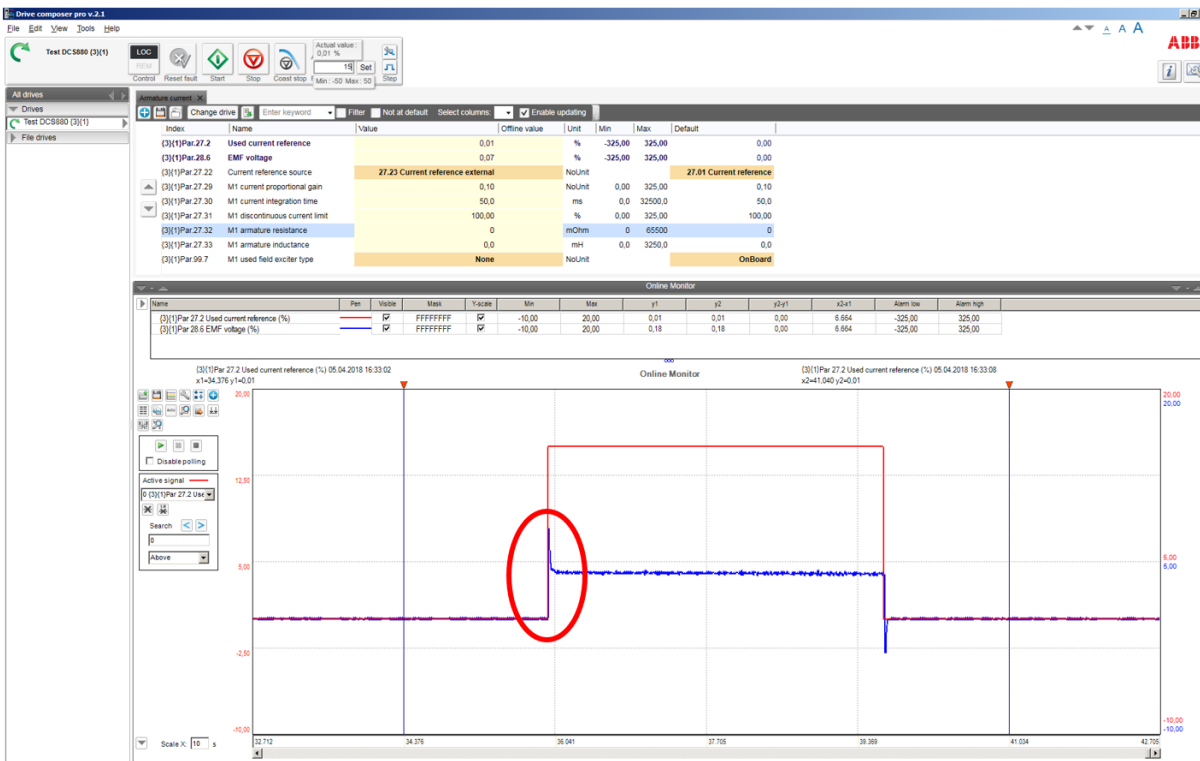 Drive composer pro v.2.1
File Edit View Tools Help
Test DCS880 {3}{1}
LOC
REM
Control Reset fault Start Stop Coast stop
Actual value:
0,01 %
15 Set
Min: -50 Max: 50
Step
A A A
ABB
All drives
Drives
Test DCS880 {3}{1}
File drives
Armature current X
Change drive Enter keyword Filter Not at default Select columns: Enable updating
Index Name Value Offline value Unit Min Max Default
{3}{1}Par.27.2 Used current reference 0,01 % -325,00 325,00 0,00
{3}{1}Par.28.6 EMF voltage 0,07 % -325,00 325,00 0,00
{3}{1}Par.27.22 Current reference source 27.23 Current reference external NoUnit 27.01 Current reference
{3}{1}Par.27.29 M1 current proportional gain 0,10 NoUnit 0,00 325,00 0,10
{3}{1}Par.27.30 M1 current integration time 50,0 ms 0,0 32500,0 50,0
{3}{1}Par.27.31 M1 discontinuous current limit 100,00 % 0,00 325,00 100,00
{3}{1}Par.27.32 M1 armature resistance 0 mOhm 0 65500 0
{3}{1}Par.27.33 M1 armature inductance 0,0 mH 0,0 3250,0 0,0
{3}{1}Par.99.7 M1 used field exciter type None NoUnit OnBoard
Online Monitor
Name Pen Visible Mask Y-scale Min Max y1 y2 y2-y1 x2-x1 Alarm low Alarm high
{3}{1}Par 27.2 Used current reference (%) FFFFFFFF -10,00 20,00 0,01 0,01 0,00 6.664 -325,00 325,00
{3}{1}Par 28.6 EMF voltage (%) FFFFFFFF -10,00 20,00 0,18 0,18 0,00 6.664 -325,00 325,00
{3}{1}Par 27.2 Used current reference (%) 05.04.2018 16:33:02
x1=34.376 y1=0,01
Online Monitor
{3}{1}Par 27.2 Used current reference (%) 05.04.2018 16:33:08
x2=41.040 y2=0,01
20,00
12,50
5,00
-2,50
-10,00
20,00
20,00
5,00
5,00
-10,00
-10,00
Disable polling
Active signal
0 {3}{1}Par 27.2 Use
Search
0
Above
Scale X: 10 s
32.712 34.376 36.041 37.705 39.369 41.034 42.705